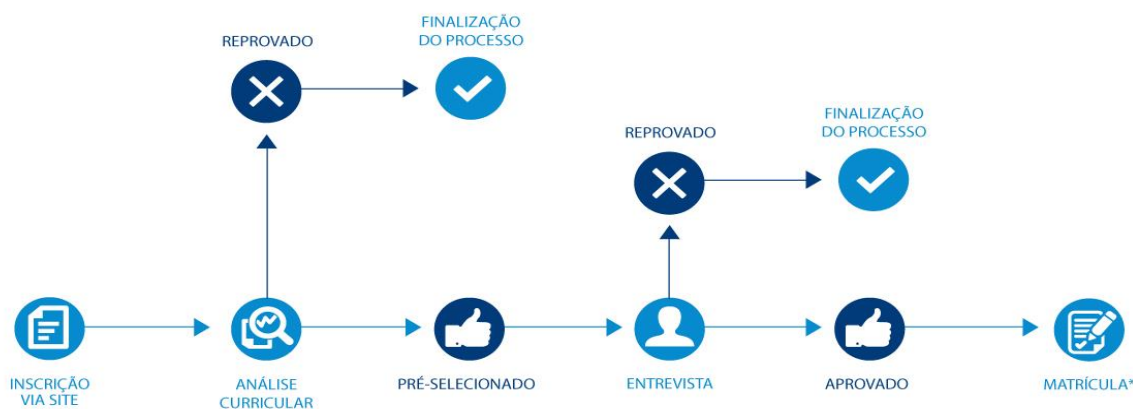 REPROVADO
FINALIZAÇÃO
DO PROCESSO
REPROVADO
FINALIZAÇÃO
DO PROCESSO
INSCRIÇÃO
VIA SITE
ANÁLISE
CURRICULAR
PRÉ-SELECIONADO
ENTREVISTA
APROVADO
MATRÍCULA*